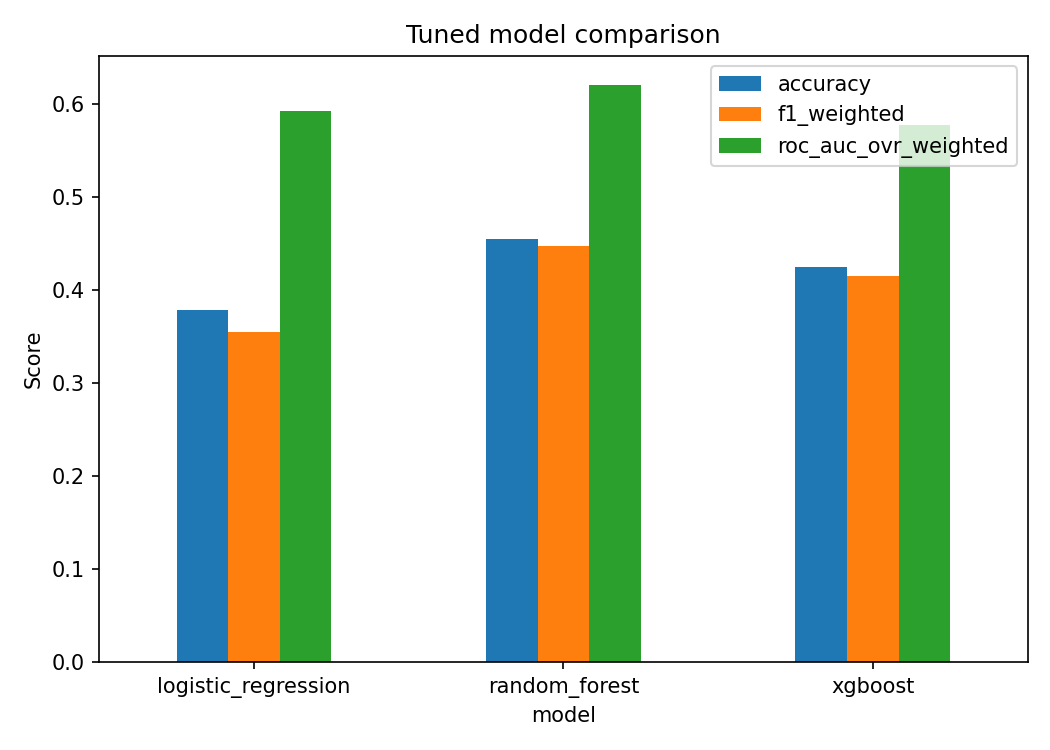 Tuned model comparison
accuracy
f1_weighted
roc_auc_ovr_weighted
Score
0.6
0.5
0.4
0.3
0.2
0.1
0.0
logistic_regression
random_forest
xgboost
model